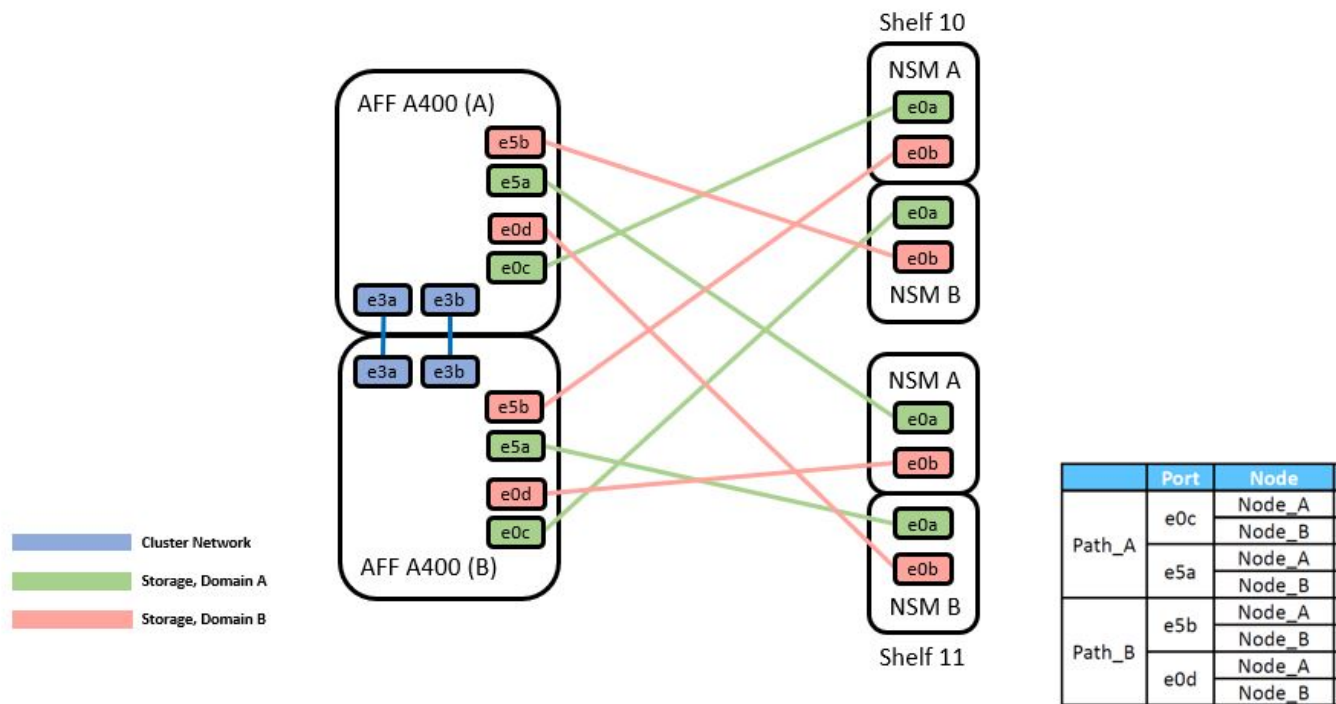 Shelf 10
AFF A400 (A)
e5b
e5a
e0d
e0c
e3a e3b
NSM A
e0a
e0b
e0a
e0b
NSM B
e3a e3b
e5b
e5a
e0d
e0c
AFF A400 (B)
NSM A
e0a
e0b
e0a
e0b
NSM B
Shelf 11
Cluster Network
Storage, Domain A
Storage, Domain B
Port Node
Path_A e0c Node_A
Node_B
e5a Node_A
Node_B
Path_B e5b Node_A
Node_B
e0d Node_A
Node_B